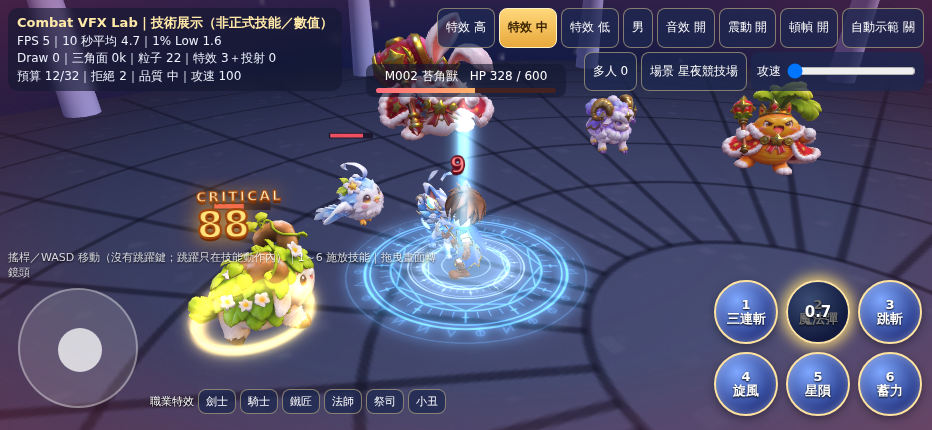 Combat VFX Lab｜技術展示（非正式技能／數值）
FPS 5｜10 秒平均 4.7｜1% Low 1.6
Draw 0｜三角面 0k｜粒子 22｜特效 3＋投射 0
預算 12/32｜拒絕 2｜品質 中｜攻速 100
特效 高
特效 中
特效 低
男
音效 開
震動 開
頓幀 開
自動示範 關
多人 0
場景 星夜競技場
攻速
M002 苔角獸 HP 328 / 600
9
CRITICAL
88
搖桿／WASD 移動（沒有跳躍鍵；跳躍只在技能動作內）｜1～6 施放技能｜拖曳畫面轉
鏡頭
1
三連斬
2
魔法彈
0.7
3
跳斬
4
旋風
5
星隕
6
蓄力
職業特效
劍士
騎士
鐵匠
法師
祭司
小丑